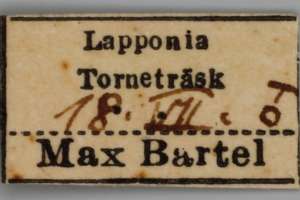 Lapponia
Torneträsk
18. VII. 
Max Bartel